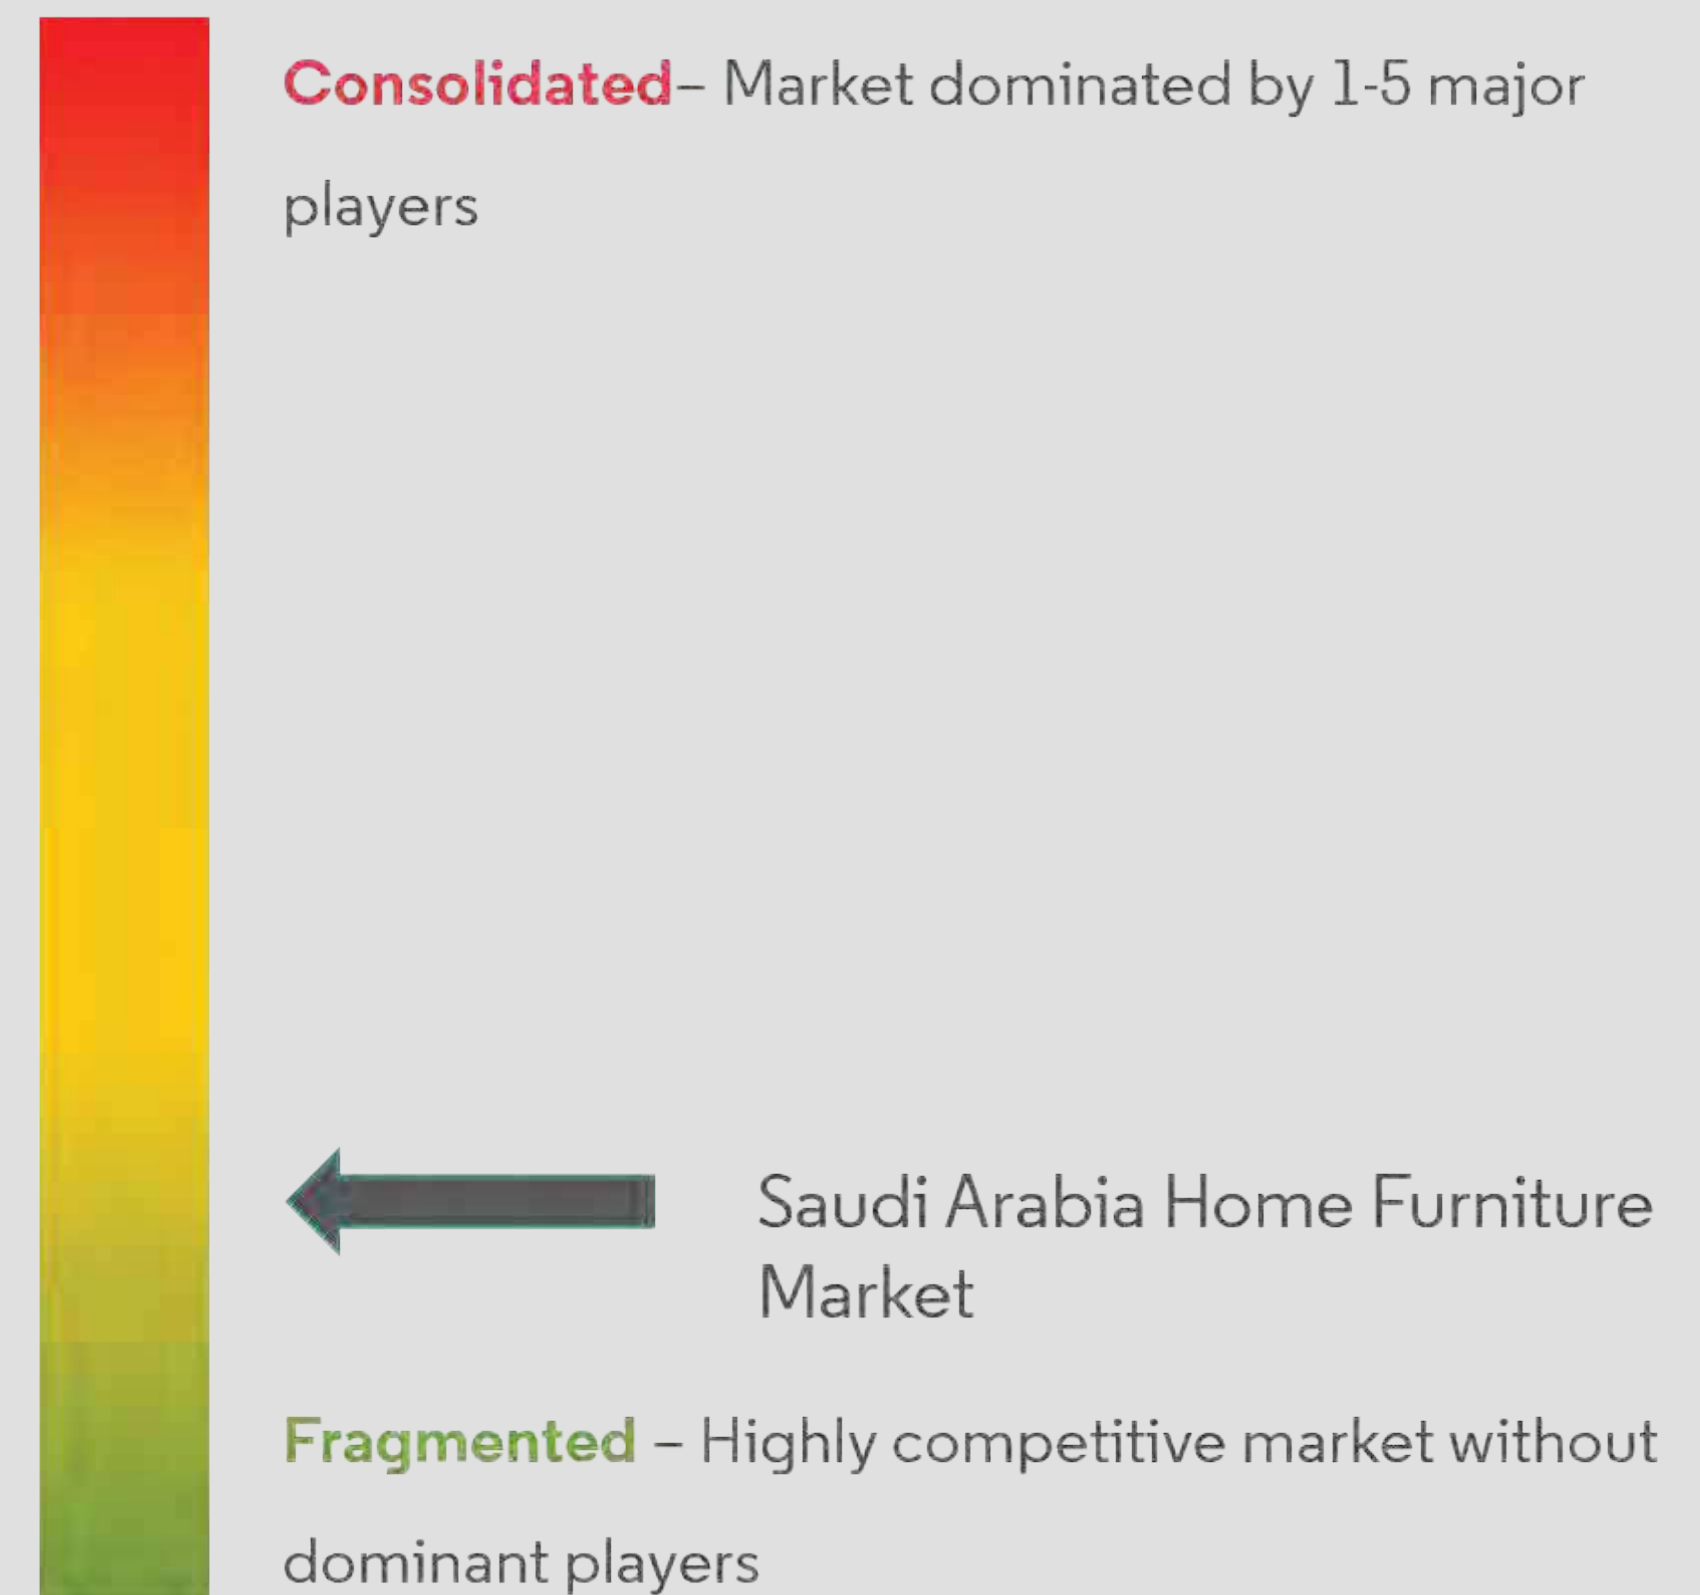 Consolidated– Market dominated by 1-5 major
players
Saudi Arabia Home Furniture
Market
Fragmented – Highly competitive market without
dominant players